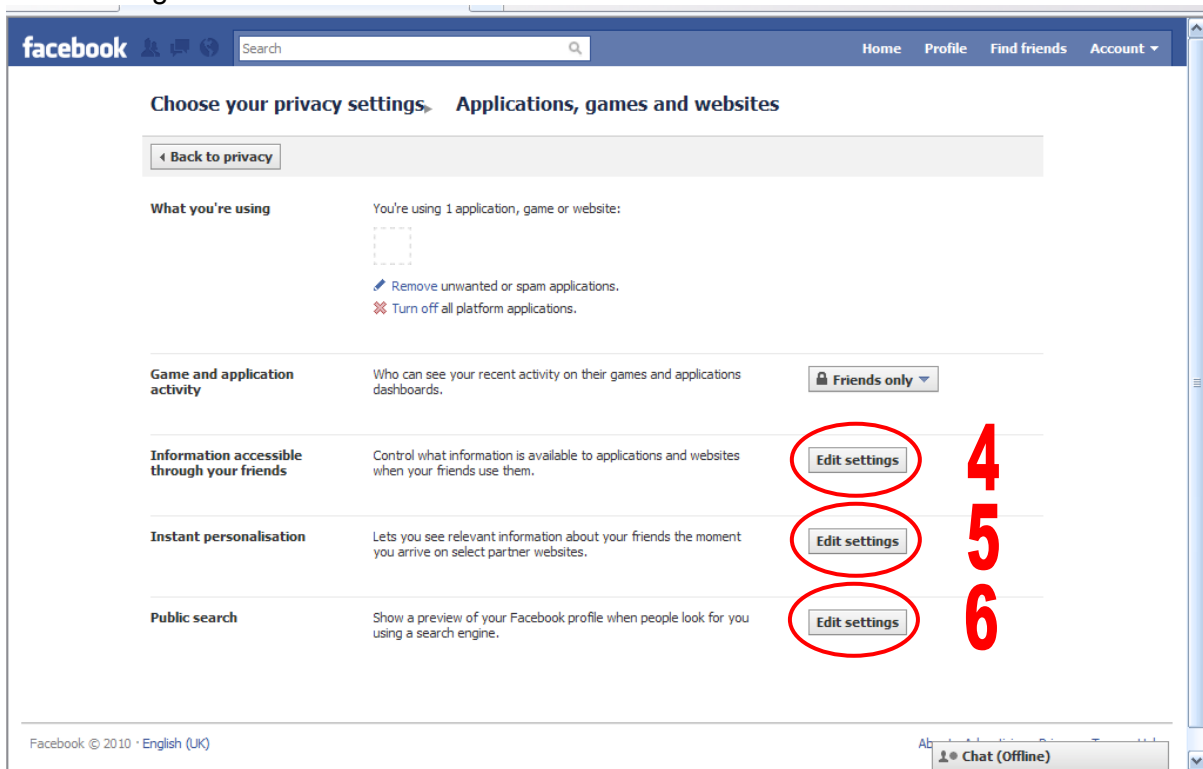 facebook Search Home Profile Find friends Account
Choose your privacy settings Applications, games and websites
Back to privacy
What you're using
You're using 1 application, game or website:
Remove unwanted or spam applications.
Turn off all platform applications.
Game and application
activity
Who can see your recent activity on their games and applications
dashboards.
Friends only
Information accessible
through your friends
Control what information is available to applications and websites
when your friends use them.
Edit settings
4
Instant personalisation
Lets you see relevant information about your friends the moment
you arrive on select partner websites.
Edit settings
5
Public search
Show a preview of your Facebook profile when people look for you
using a search engine.
Edit settings
6
Facebook © 2010 · English (UK)
Chat (Offline)